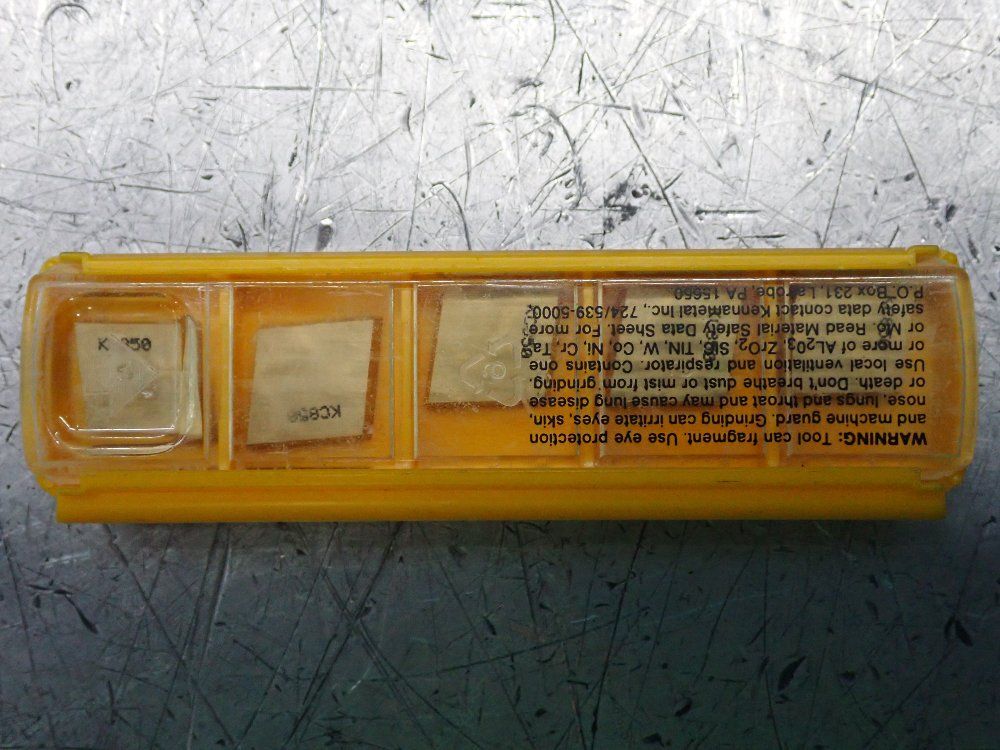 K 850
KC850
WARNING: Tool can fragment. Use eye protection
and machine guard. Grinding can irritate eyes, skin,
nose, lungs and throat and may cause lung disease
or death. Don't breathe dust or mist from grinding.
Use local ventilation and respirator. Contains one
or more of AL203, ZrO2, SiC, TiN, W, Co, Ni, Cr, Ta
or Mo. Read Material Safety Data Sheet. For more
safety data contact Kennametal Inc., 724/539-5000,
P.O. Box 231, Latrobe, PA 15650